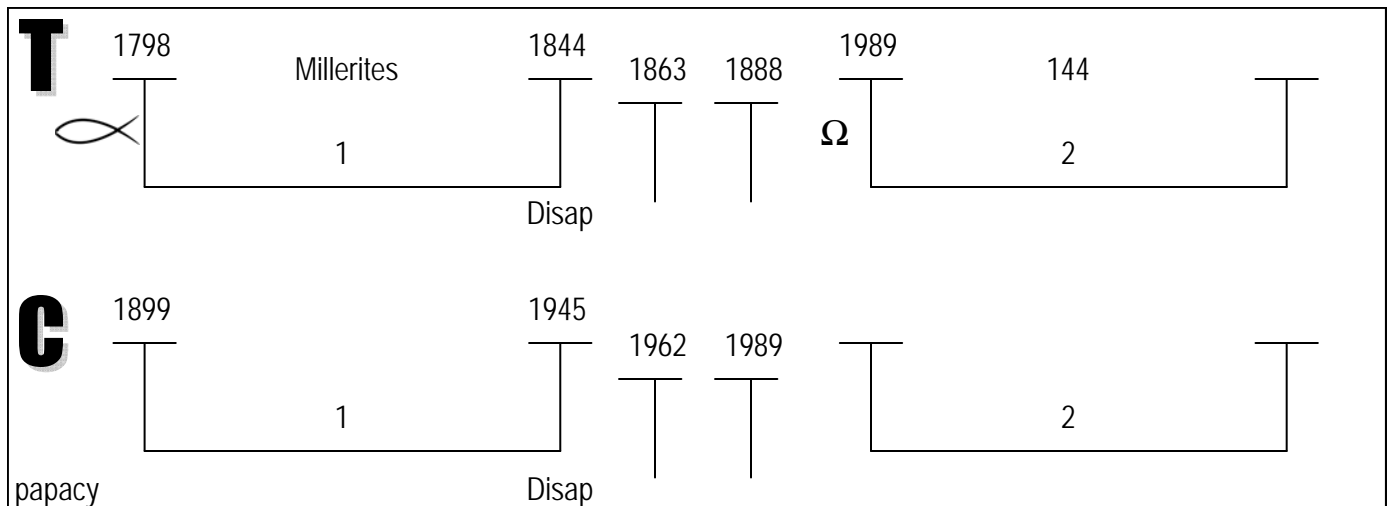 T
1798 Millerites 1844 1863 1888 1989 144
1 Ω 2
Disap
C
1899 1945 1962 1989
1 2
papacy Disap